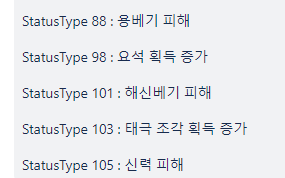 StatusType 88 : 용베기 피해
StatusType 98 : 요석 획득 증가
StatusType 101 : 해신베기 피해
StatusType 103 : 태극 조각 획득 증가
StatusType 105 : 신력 피해